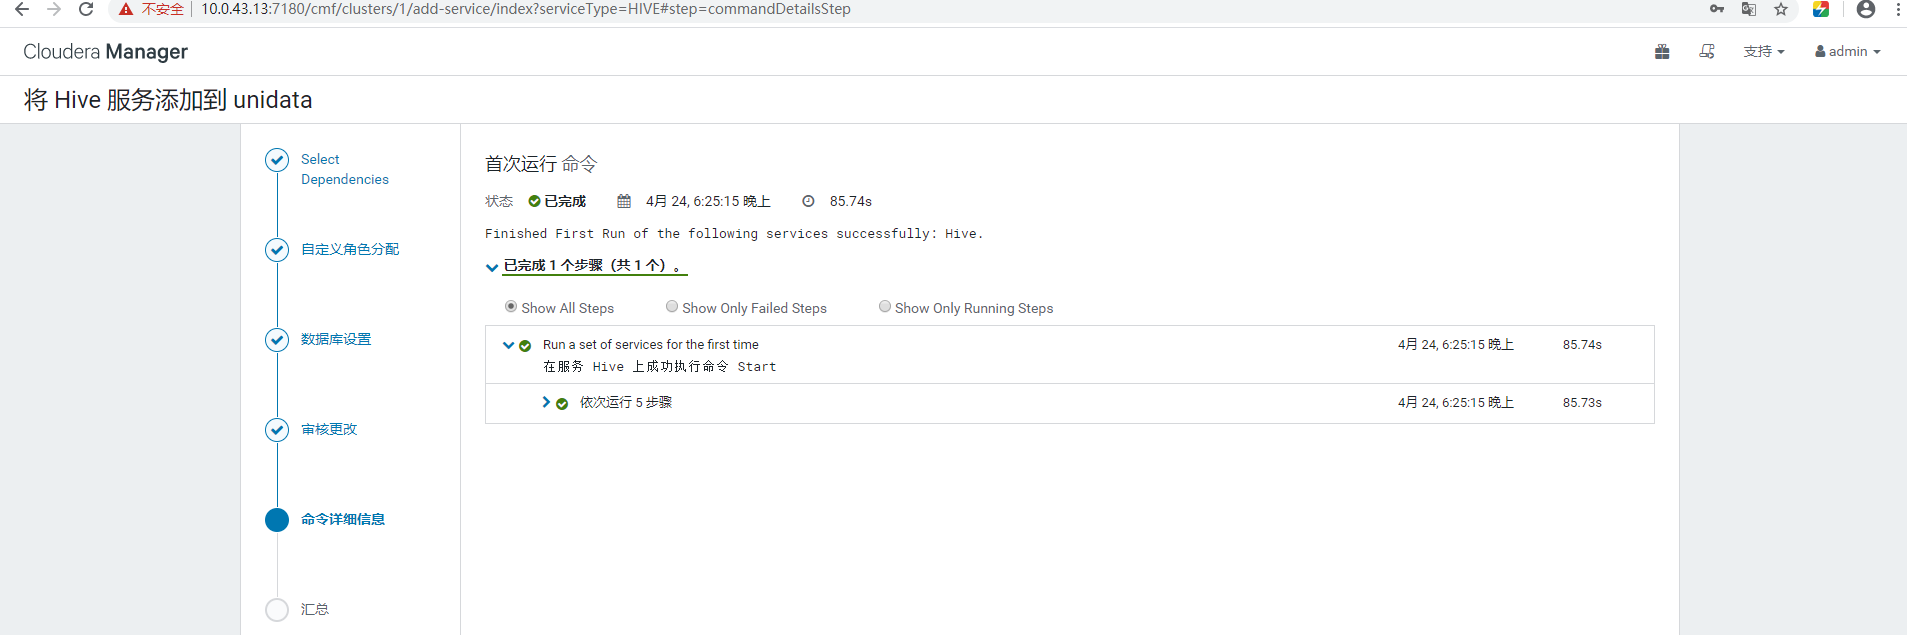 不安全 10.0.43.13:7180/cmf/clusters/1/add-service/index?serviceType=HIVE#step=commandDetailsStep
Cloudera Manager 支持 admin
将 Hive 服务添加到 unidata
Select
Dependencies
自定义角色分配
数据库设置
审核更改
命令详细信息
汇总
首次运行 命令
状态 已完成 4月 24, 6:25:15 晚上 85.74s
Finished First Run of the following services successfully: Hive.
已完成 1 个步骤（共 1 个）。
Show All Steps Show Only Failed Steps Show Only Running Steps
Run a set of services for the first time 4月 24, 6:25:15 晚上 85.74s
在服务 Hive 上成功执行命令 Start
依次运行 5 步骤 4月 24, 6:25:15 晚上 85.73s